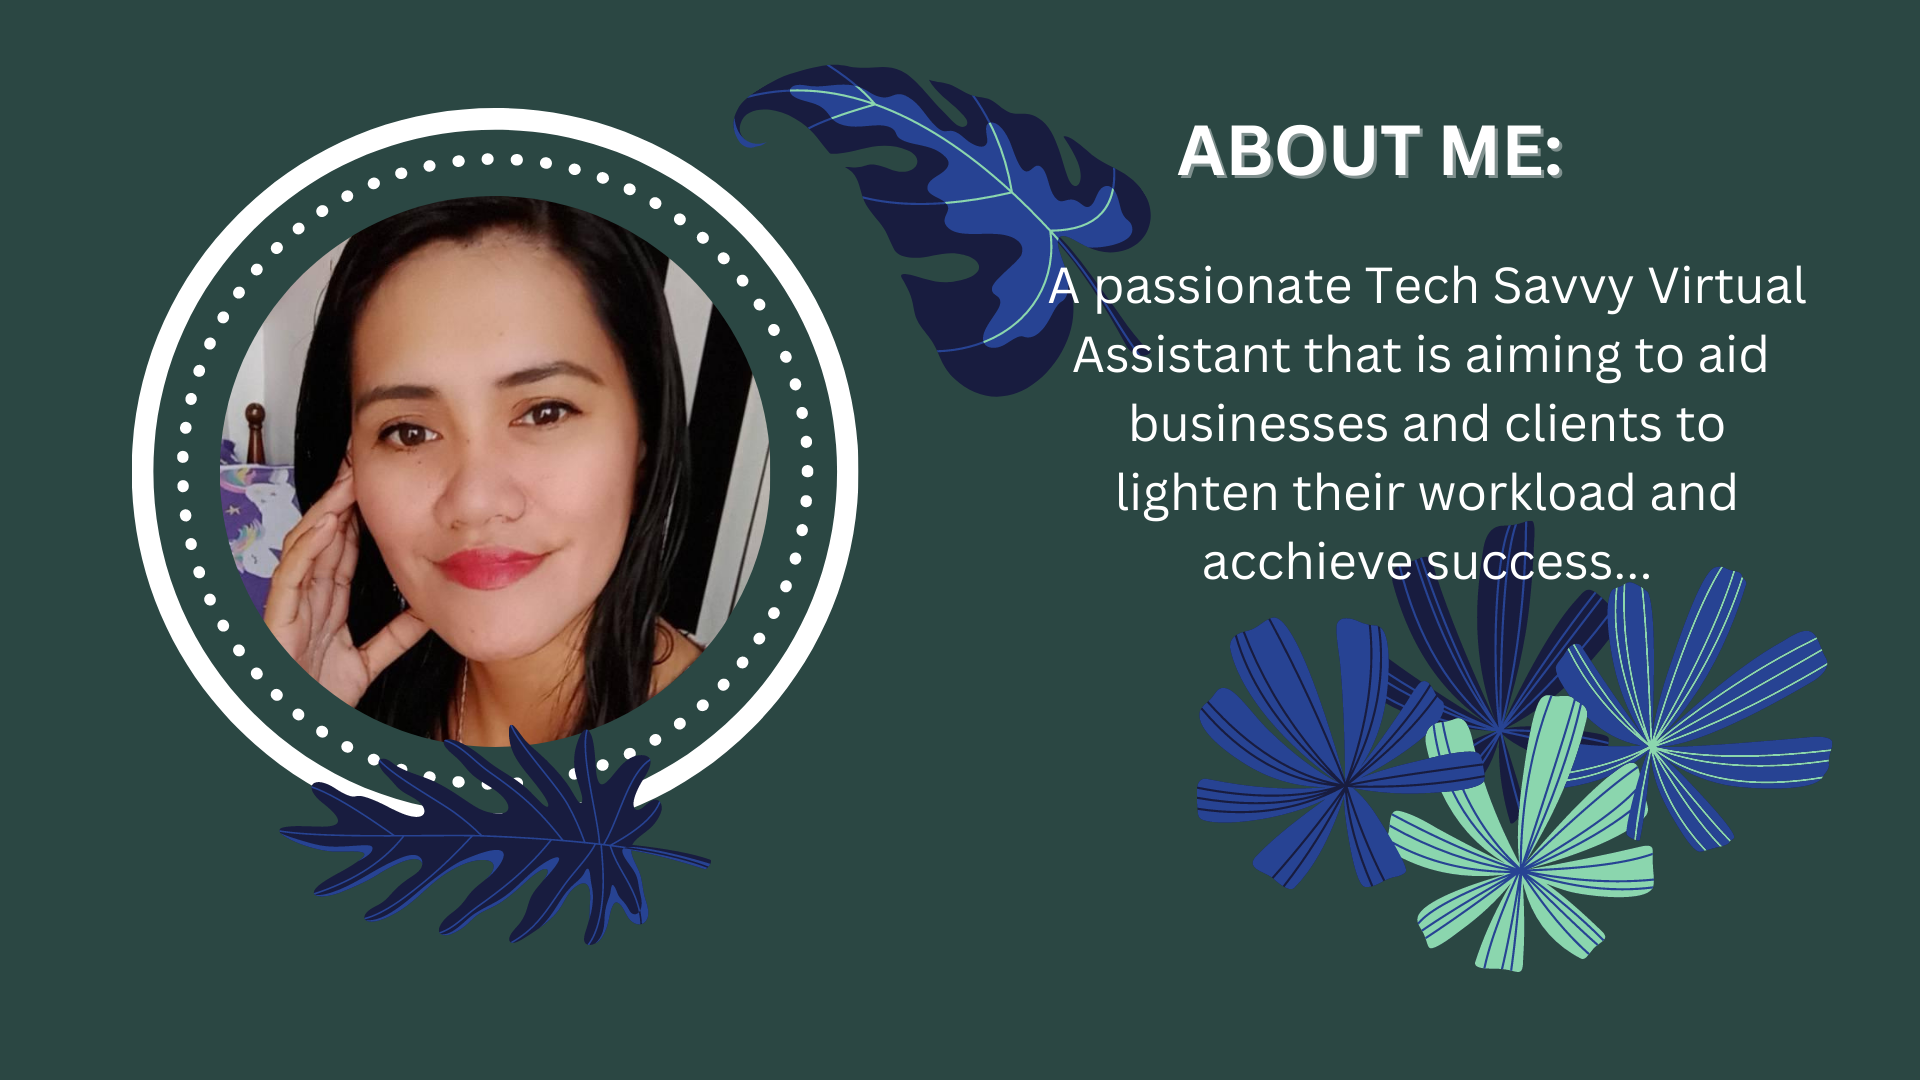 ABOUT ME:
A passionate Tech Savvy Virtual
Assistant that is aiming to aid
businesses and clients to
lighten their workload and
acchieve success...